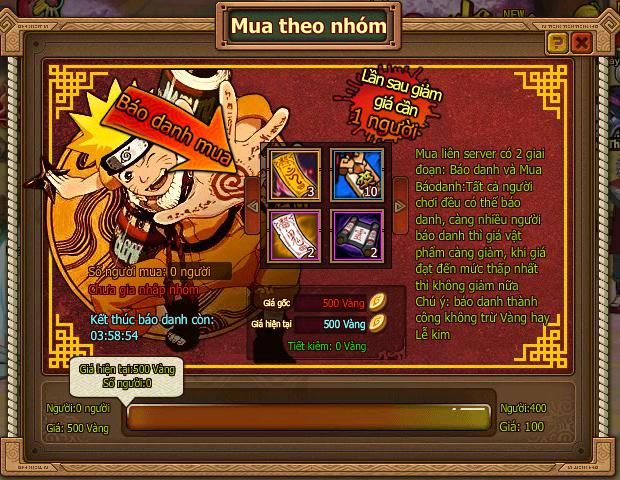 NEW
Mua theo nhóm
?
Báo danh mua
Lần sau giảm
giá cần
1 người
3
10
2
2
Mua liên server có 2 giai
đoạn: Báo danh và Mua
Báodanh:Tất cả người
chơi đều có thể báo
danh, càng nhiều người
báo danh thì giá vật
phẩm càng giảm, khi giá
đạt đến mức thấp nhất
thì không giảm nữa
Chú ý: báo danh thành
công không trừ Vàng hay
Lễ kim
Số người mua: 0 người
Chưa gia nhập nhóm
Kết thúc báo danh còn:
03:58:54
Giá gốc 500 Vàng
Giá hiện tại 500 Vàng
Tiết kiệm: 0 Vàng
Giá hiện tại:500 Vàng
Số người:0
Người:0 người
Giá: 500 Vàng
Người:400
Giá: 100